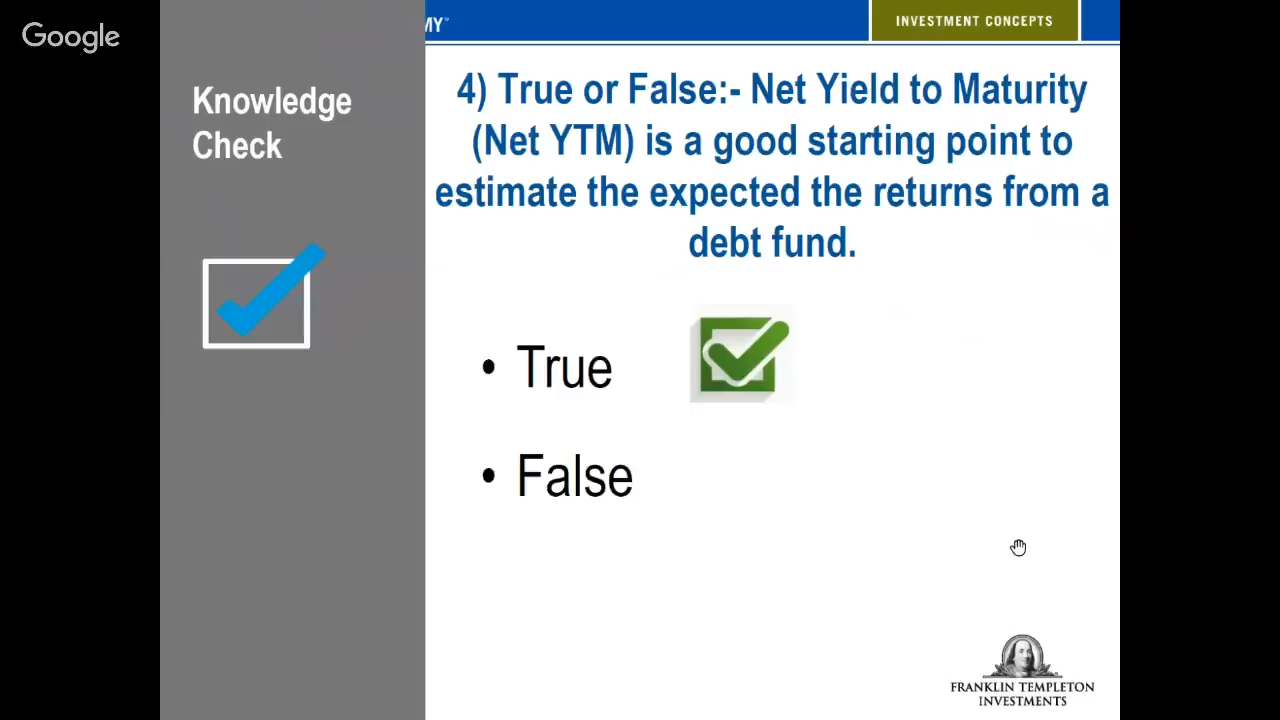 Google
MY™
INVESTMENT CONCEPTS
Knowledge
Check
4) True or False:- Net Yield to Maturity
(Net YTM) is a good starting point to
estimate the expected the returns from a
debt fund.
• True
• False
FRANKLIN TEMPLETON
INVESTMENTS